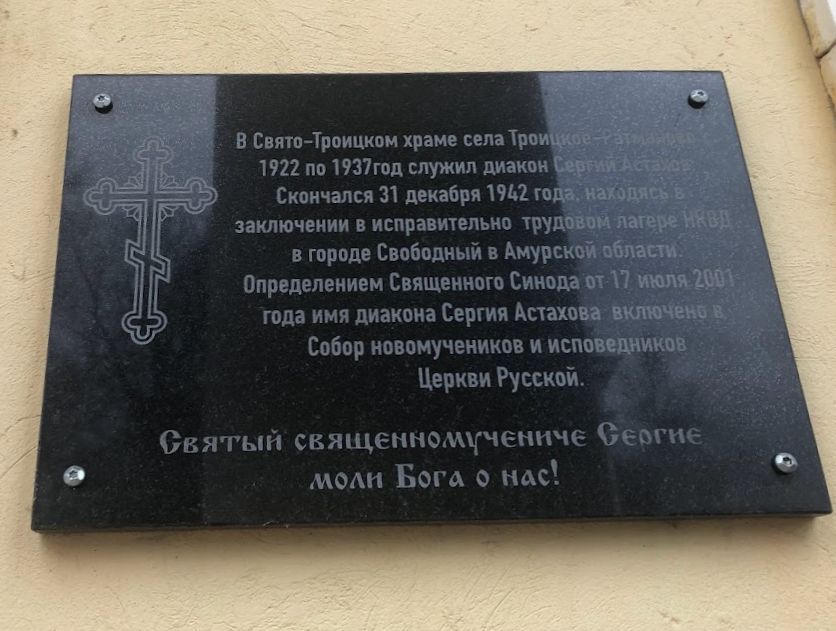 В Свято-Троицком храме села Троицкое-Ратманово с
1922 по 1937год служил диакон Сергий Астахов
Скончался 31 декабря 1942 года, находясь в
заключении в исправительно трудовом лагере НКВД
в городе Свободный в Амурской области.
Определением Священного Синода от 17 июля 2001
года имя диакона Сергия Астахова включено в
Собор новомучеников и исповедников
Церкви Русской.
Святый священномучениче Сергие
моли Бога о нас!